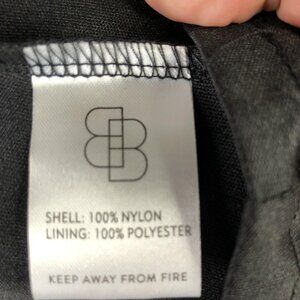 SHELL: 100% NYLON
LINING: 100% POLYESTER
KEEP AWAY FROM FIRE